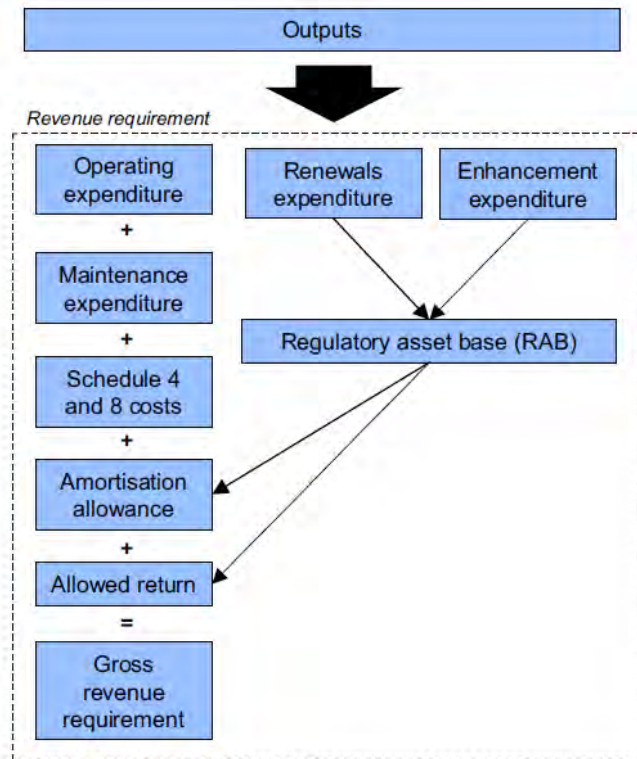 Outputs
Revenue requirement
Operating
expenditure
+
Maintenance
expenditure
+
Schedule 4
and 8 costs
+
Amortisation
allowance
+
Allowed return
=
Gross
revenue
requirement
Renewals
expenditure
Enhancement
expenditure
Regulatory asset base (RAB)